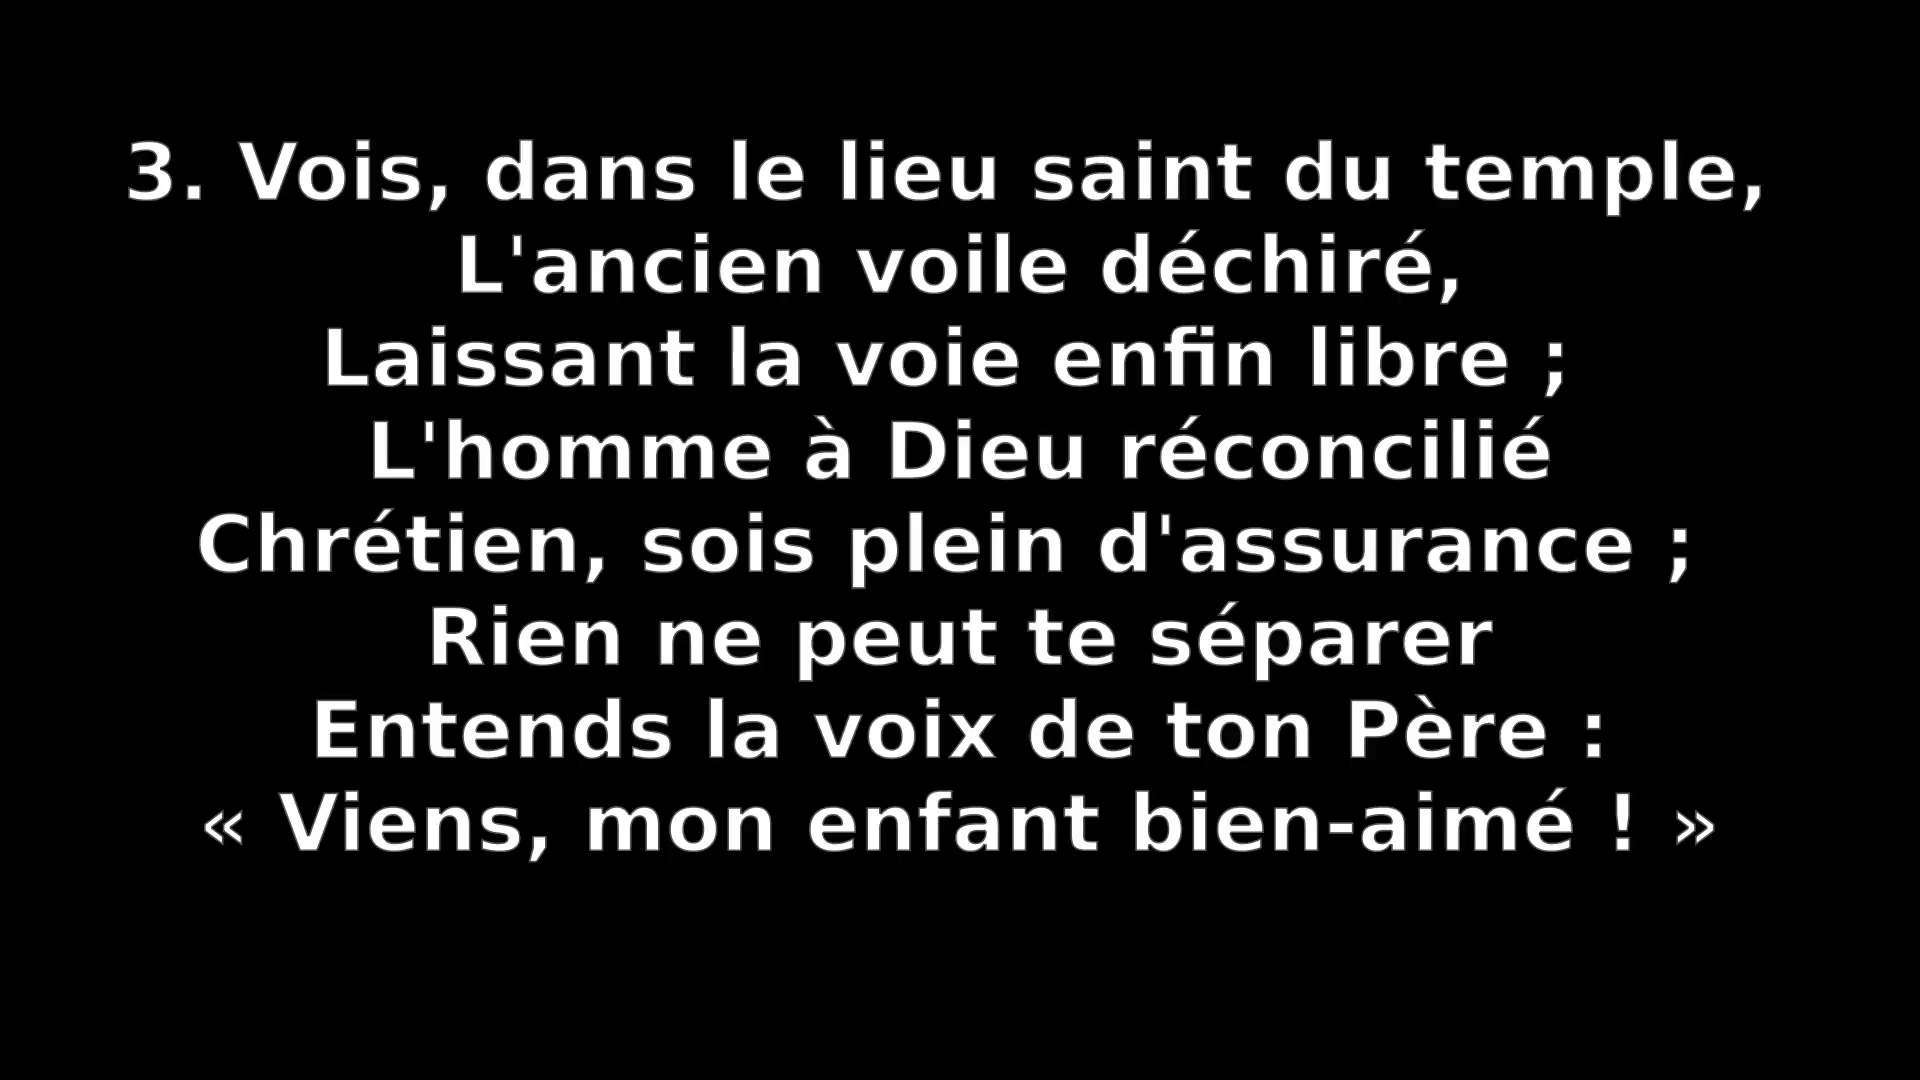 3. Vois, dans le lieu saint du temple,
L'ancien voile déchiré,
Laissant la voie enfin libre ;
L'homme à Dieu réconcilié
Chrétien, sois plein d'assurance ;
Rien ne peut te séparer
Entends la voix de ton Père :
« Viens, mon enfant bien-aimé ! »